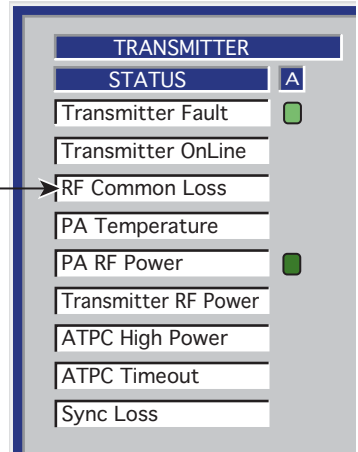 TRANSMITTER
STATUS A
Transmitter Fault
Transmitter OnLine
RF Common Loss
PA Temperature
PA RF Power
Transmitter RF Power
ATPC High Power
ATPC Timeout
Sync Loss